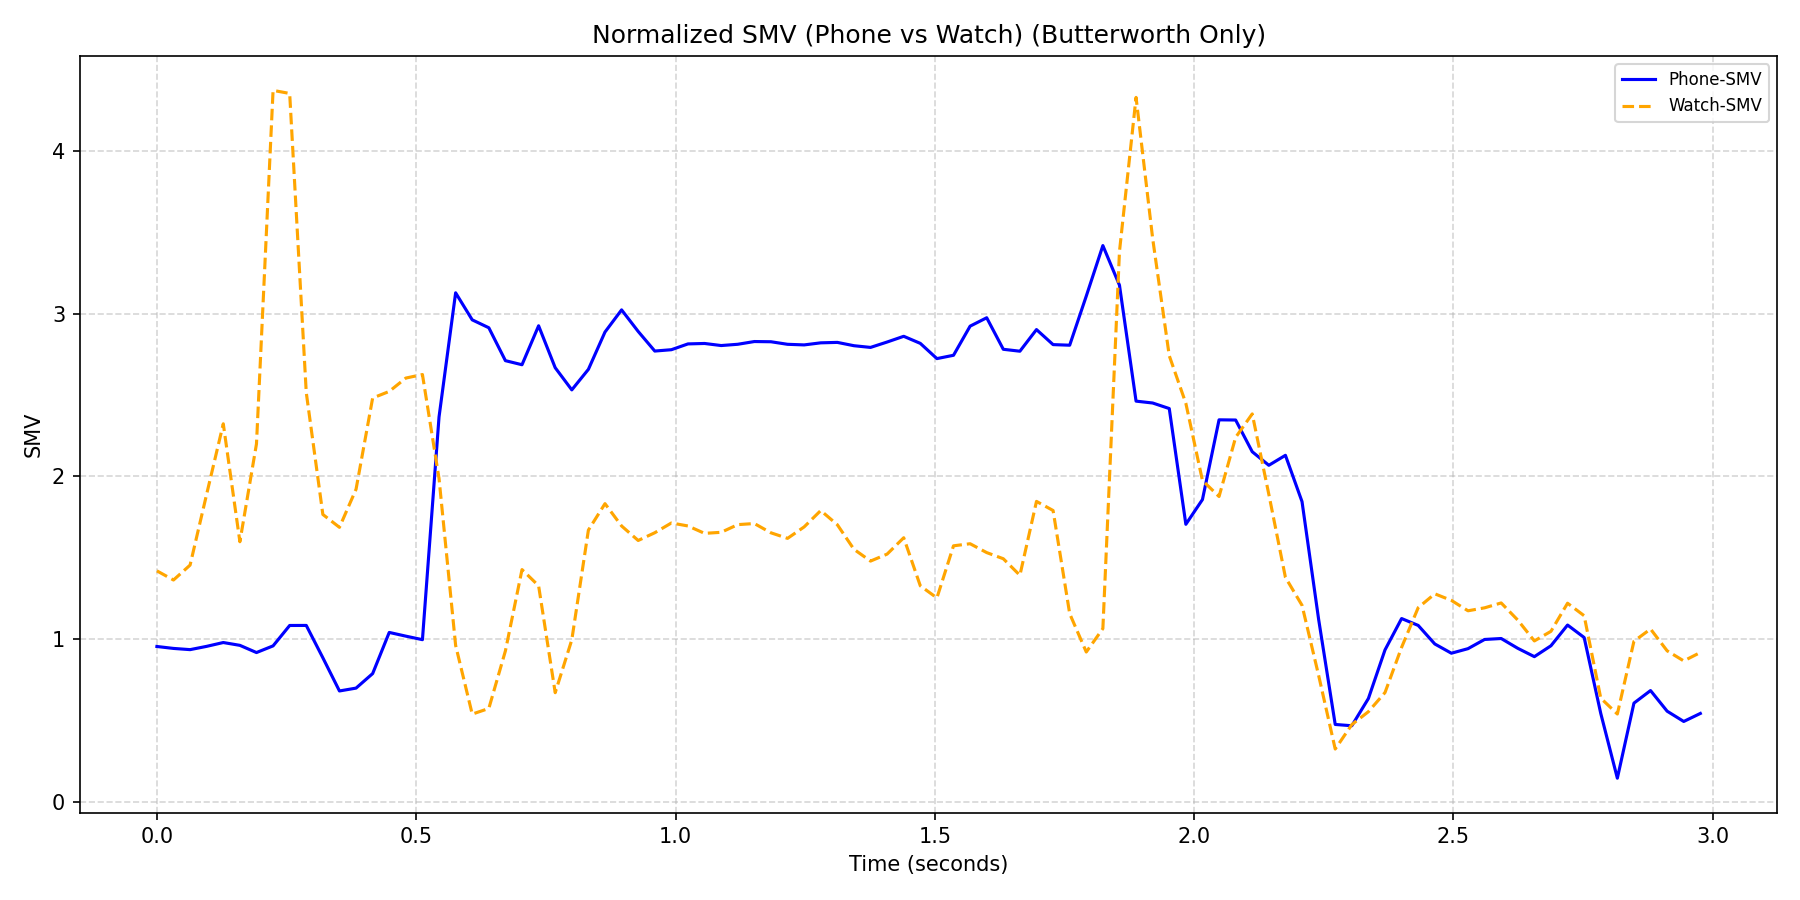 Normalized SMV (Phone vs Watch) (Butterworth Only)
Phone-SMV
Watch-SMV
4
3
2
1
0
SMV
0.0 0.5 1.0 1.5 2.0 2.5 3.0
Time (seconds)